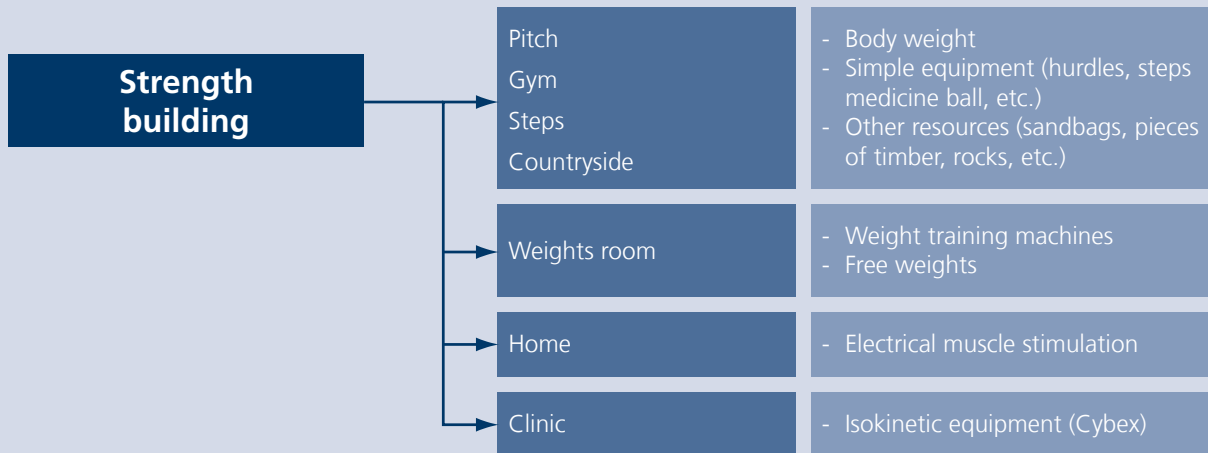 Strength
building
Pitch
Gym
Steps
Countryside
- Body weight
- Simple equipment (hurdles, steps
medicine ball, etc.)
- Other resources (sandbags, pieces
of timber, rocks, etc.)
Weights room
- Weight training machines
- Free weights
Home
- Electrical muscle stimulation
Clinic
- Isokinetic equipment (Cybex)